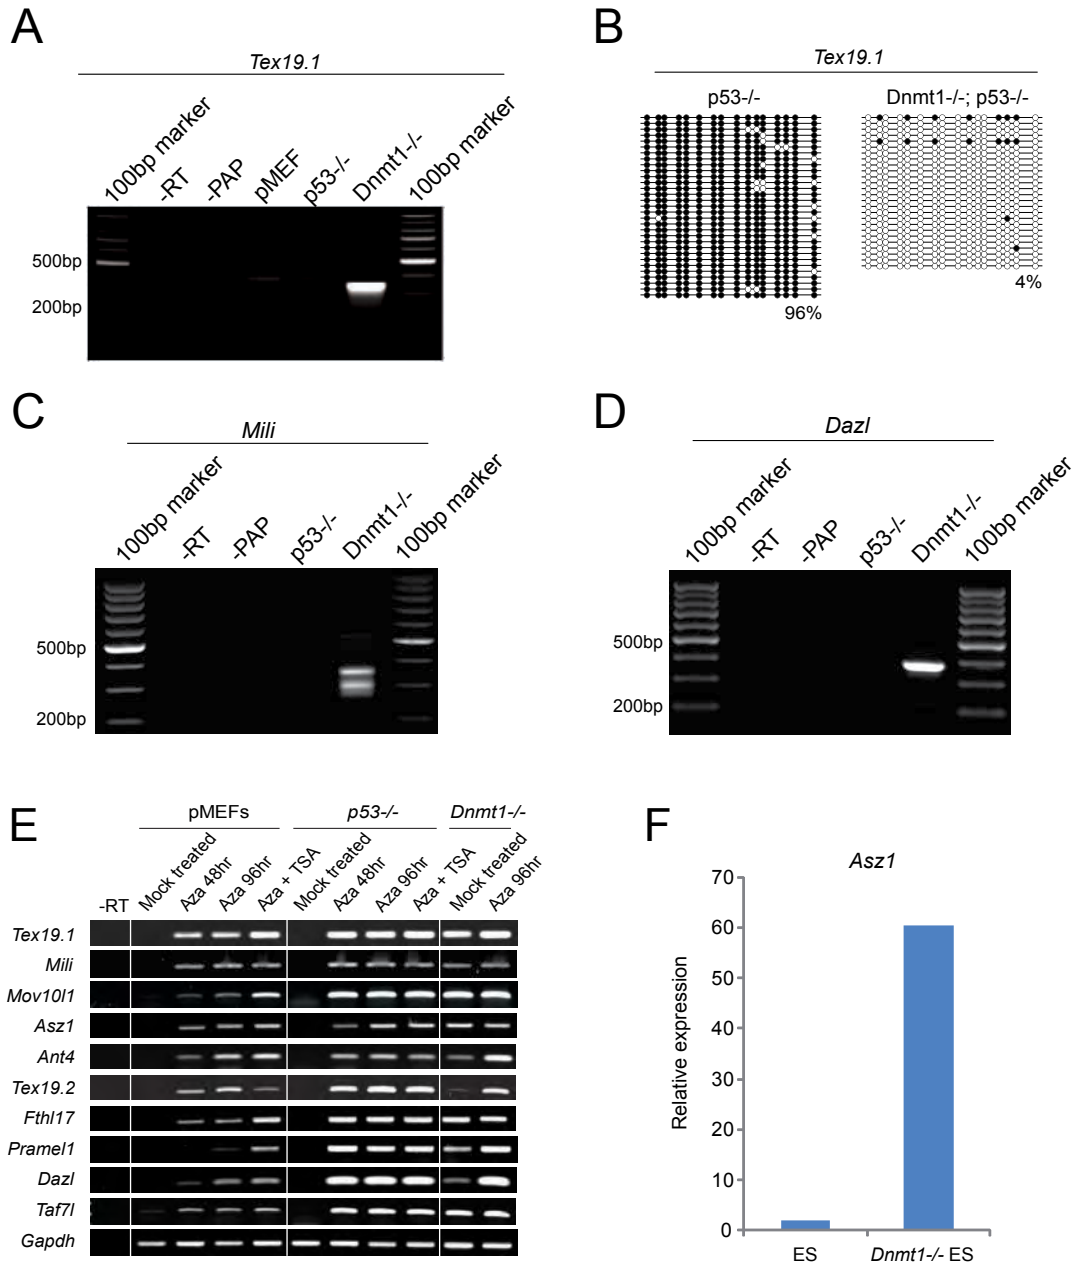 A
Tex19.1
100bp marker
-RT
-PAP
pMEF
p53-/-
Dnmt1-/-
100bp marker
500bp
200bp
B
Tex19.1
p53-/-
Dnmt1-/-; p53-/-
96%
4%
C
Mili
100bp marker
-RT
-PAP
p53-/-
Dnmt1-/-
100bp marker
500bp
200bp
D
Dazl
100bp marker
-RT
-PAP
p53-/-
Dnmt1-/-
100bp marker
500bp
200bp
E
pMEFs
p53-/-
Dnmt1-/-
-RT
Mock treated
Aza 48hr
Aza 96hr
Aza + TSA
Mock treated
Aza 48hr
Aza 96hr
Aza + TSA
Mock treated
Aza 96hr
Tex19.1
Mili
Mov10l1
Asz1
Ant4
Tex19.2
Fthl17
Pramel1
Dazl
Taf7l
Gapdh
F
Asz1
Relative expression
70
60
50
40
30
20
10
0
ES
Dnmt1-/- ES